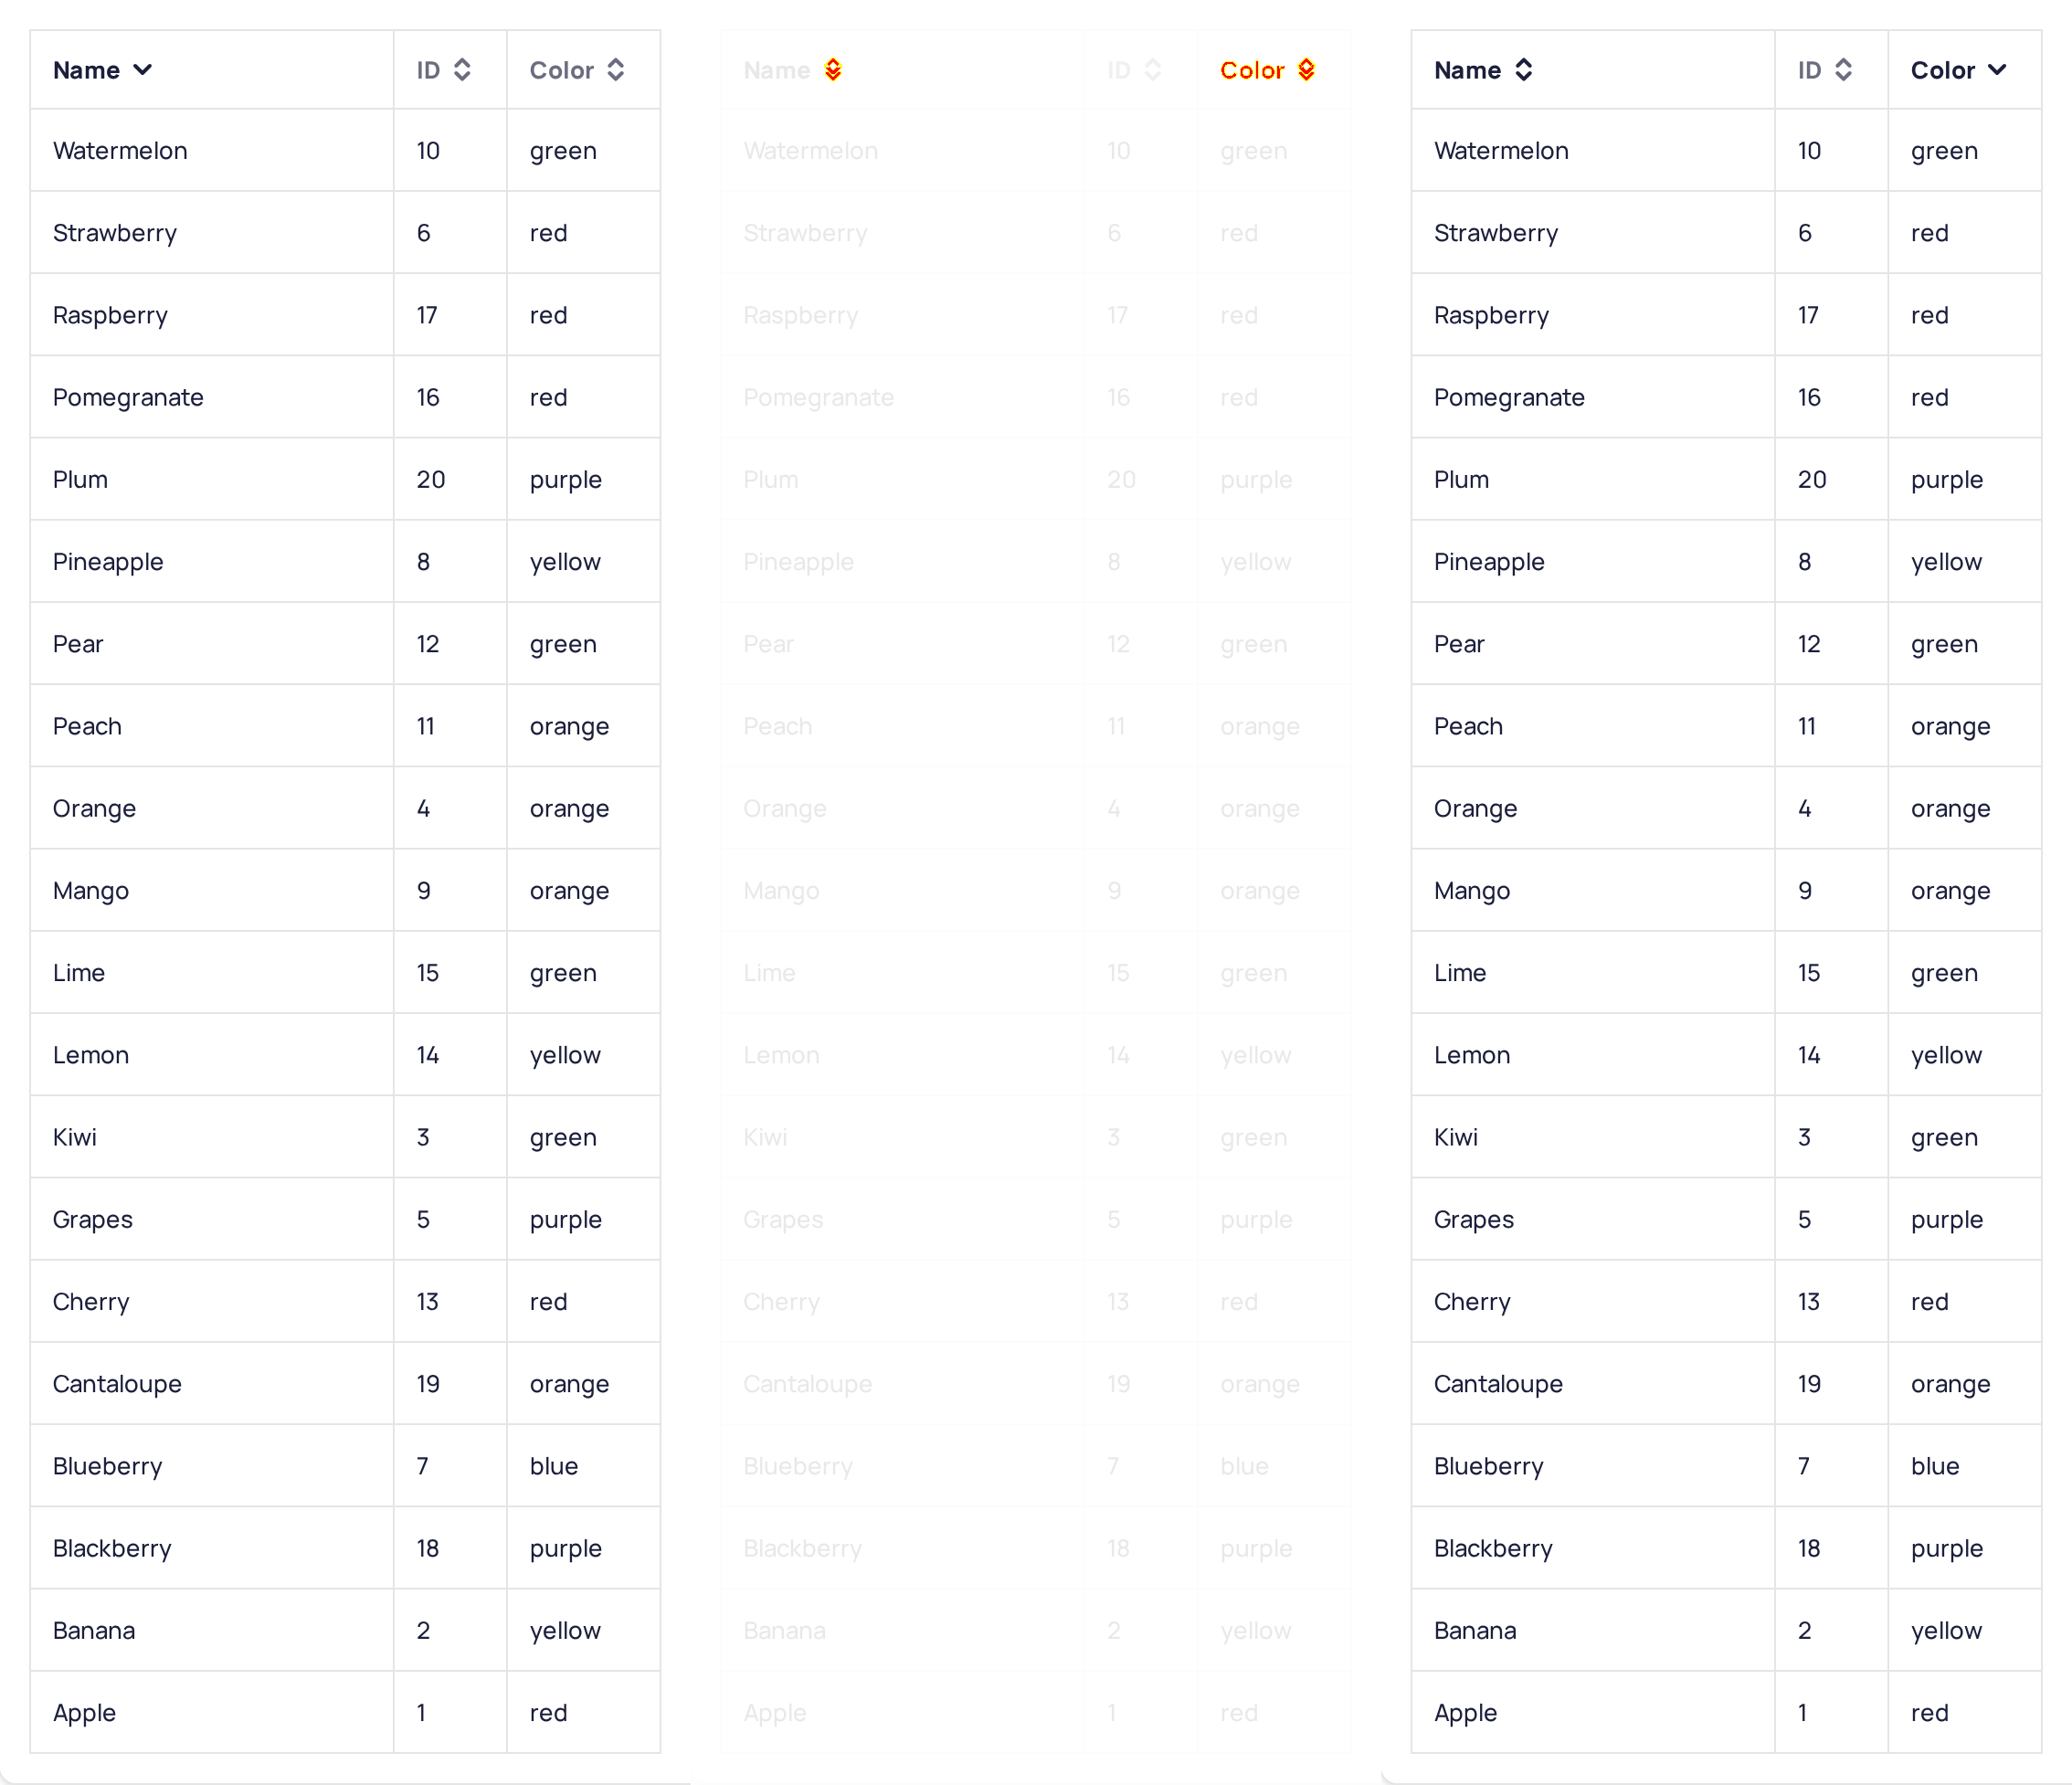 Name ID Color Name ID Color Name ID Color
Watermelon 10 green Watermelon 10 green Watermelon 10 green
Strawberry 6 red Strawberry 6 red Strawberry 6 red
Raspberry 17 red Raspberry 17 red Raspberry 17 red
Pomegranate 16 red Pomegranate 16 red Pomegranate 16 red
Plum 20 purple Plum 20 purple Plum 20 purple
Pineapple 8 yellow Pineapple 8 yellow Pineapple 8 yellow
Pear 12 green Pear 12 green Pear 12 green
Peach 11 orange Peach 11 orange Peach 11 orange
Orange 4 orange Orange 4 orange Orange 4 orange
Mango 9 orange Mango 9 orange Mango 9 orange
Lime 15 green Lime 15 green Lime 15 green
Lemon 14 yellow Lemon 14 yellow Lemon 14 yellow
Kiwi 3 green Kiwi 3 green Kiwi 3 green
Grapes 5 purple Grapes 5 purple Grapes 5 purple
Cherry 13 red Cherry 13 red Cherry 13 red
Cantaloupe 19 orange Cantaloupe 19 orange Cantaloupe 19 orange
Blueberry 7 blue Blueberry 7 blue Blueberry 7 blue
Blackberry 18 purple Blackberry 18 purple Blackberry 18 purple
Banana 2 yellow Banana 2 yellow Banana 2 yellow
Apple 1 red Apple 1 red Apple 1 red